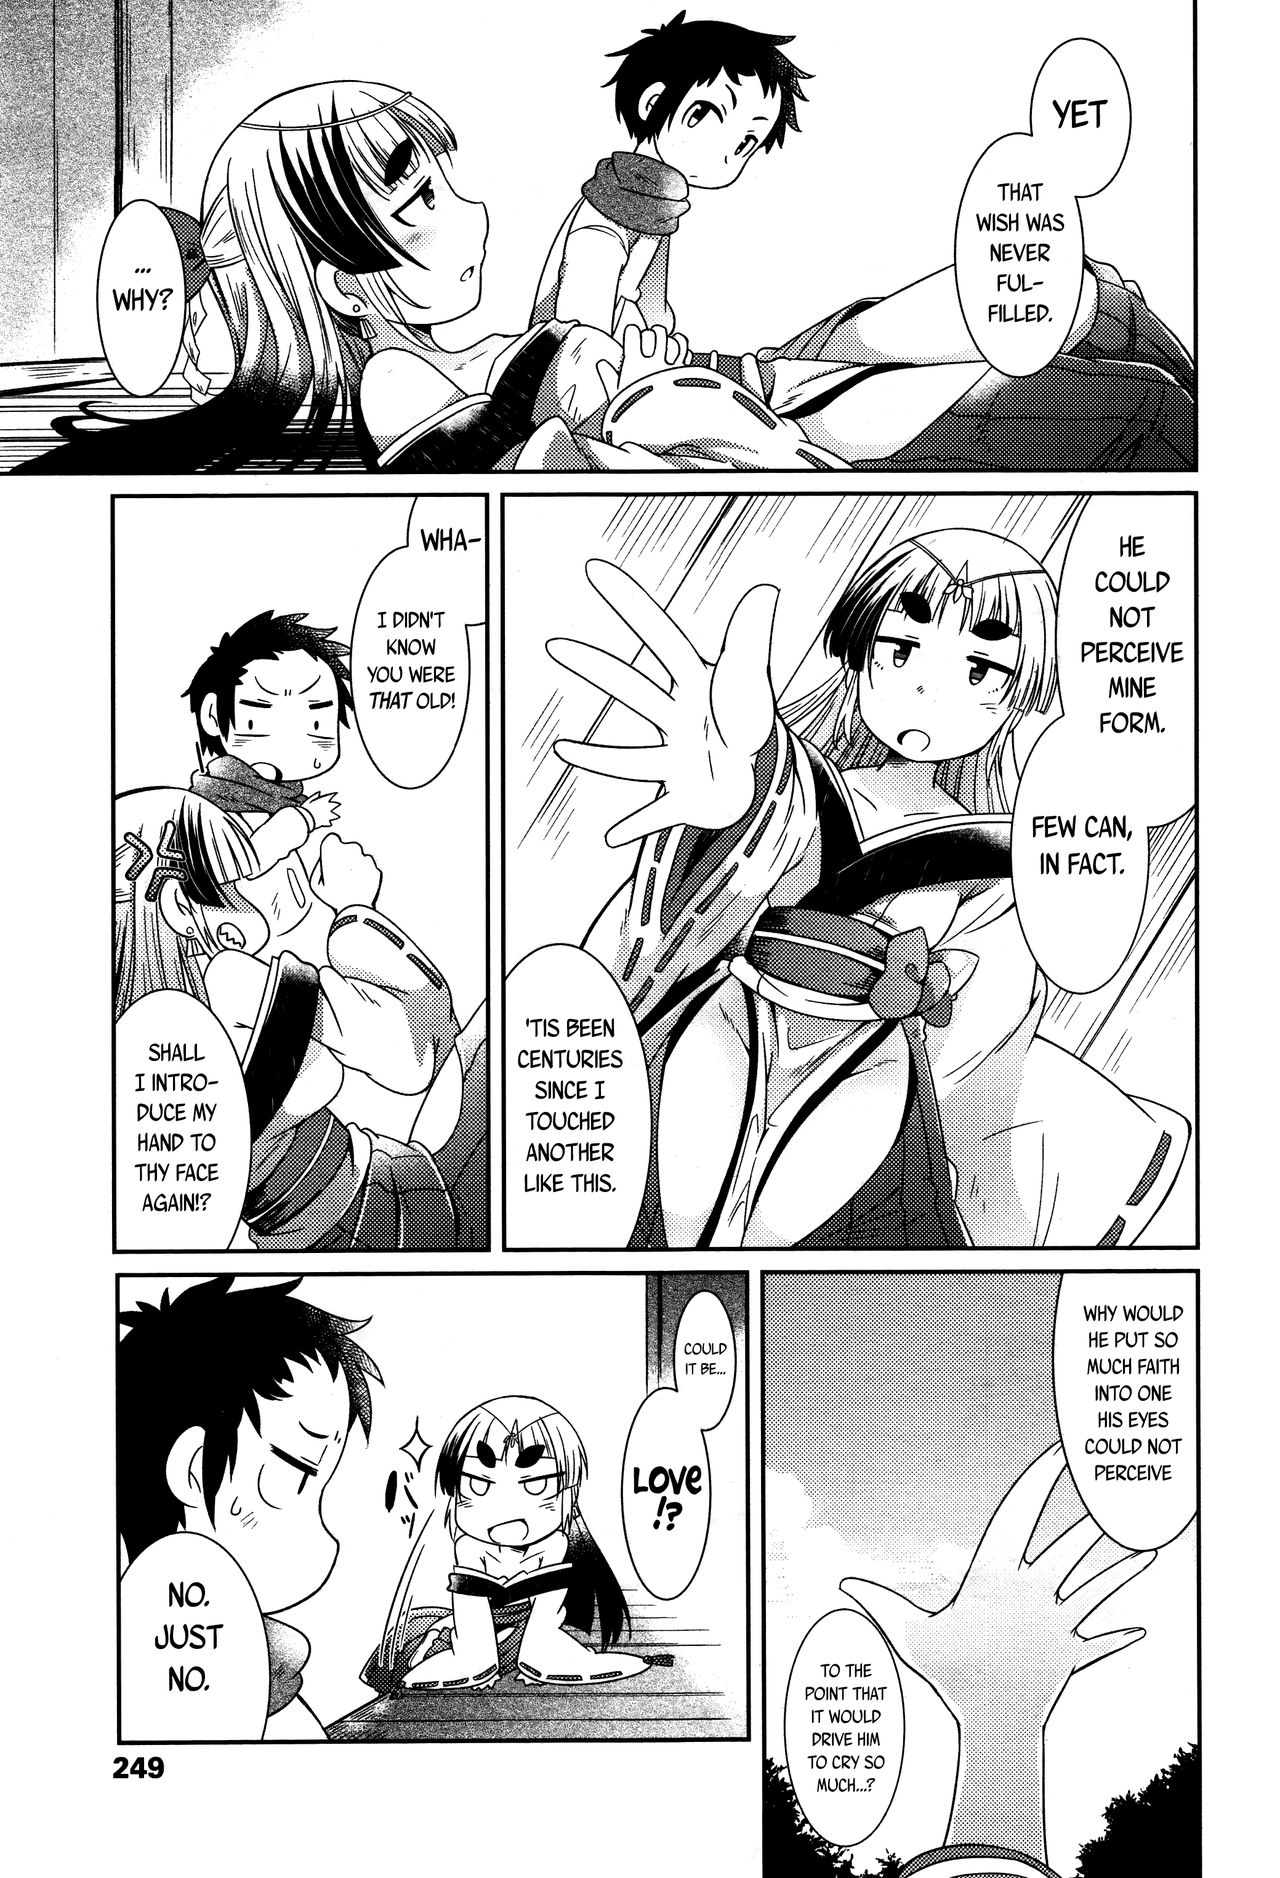 YET
THAT
WISH WAS
NEVER
FUL-
FILLED.
...
WHY?
HE
COULD
NOT
PERCEIVE
MINE
FORM.
FEW CAN,
IN FACT.
'TIS BEEN
CENTURIES
SINCE I
TOUCHED
ANOTHER
LIKE THIS.
WHA-
I DIDN'T
KNOW
YOU WERE
THAT OLD!
SHALL
I INTRO-
DUCE MY
HAND TO
THY FACE
AGAIN!?
WHY WOULD
HE PUT SO
MUCH FAITH
INTO ONE
HIS EYES
COULD NOT
PERCEIVE
TO THE
POINT THAT
IT WOULD
DRIVE HIM
TO CRY SO
MUCH...?
COULD
IT BE...
LOVE
!?
NO.
JUST
NO.
249